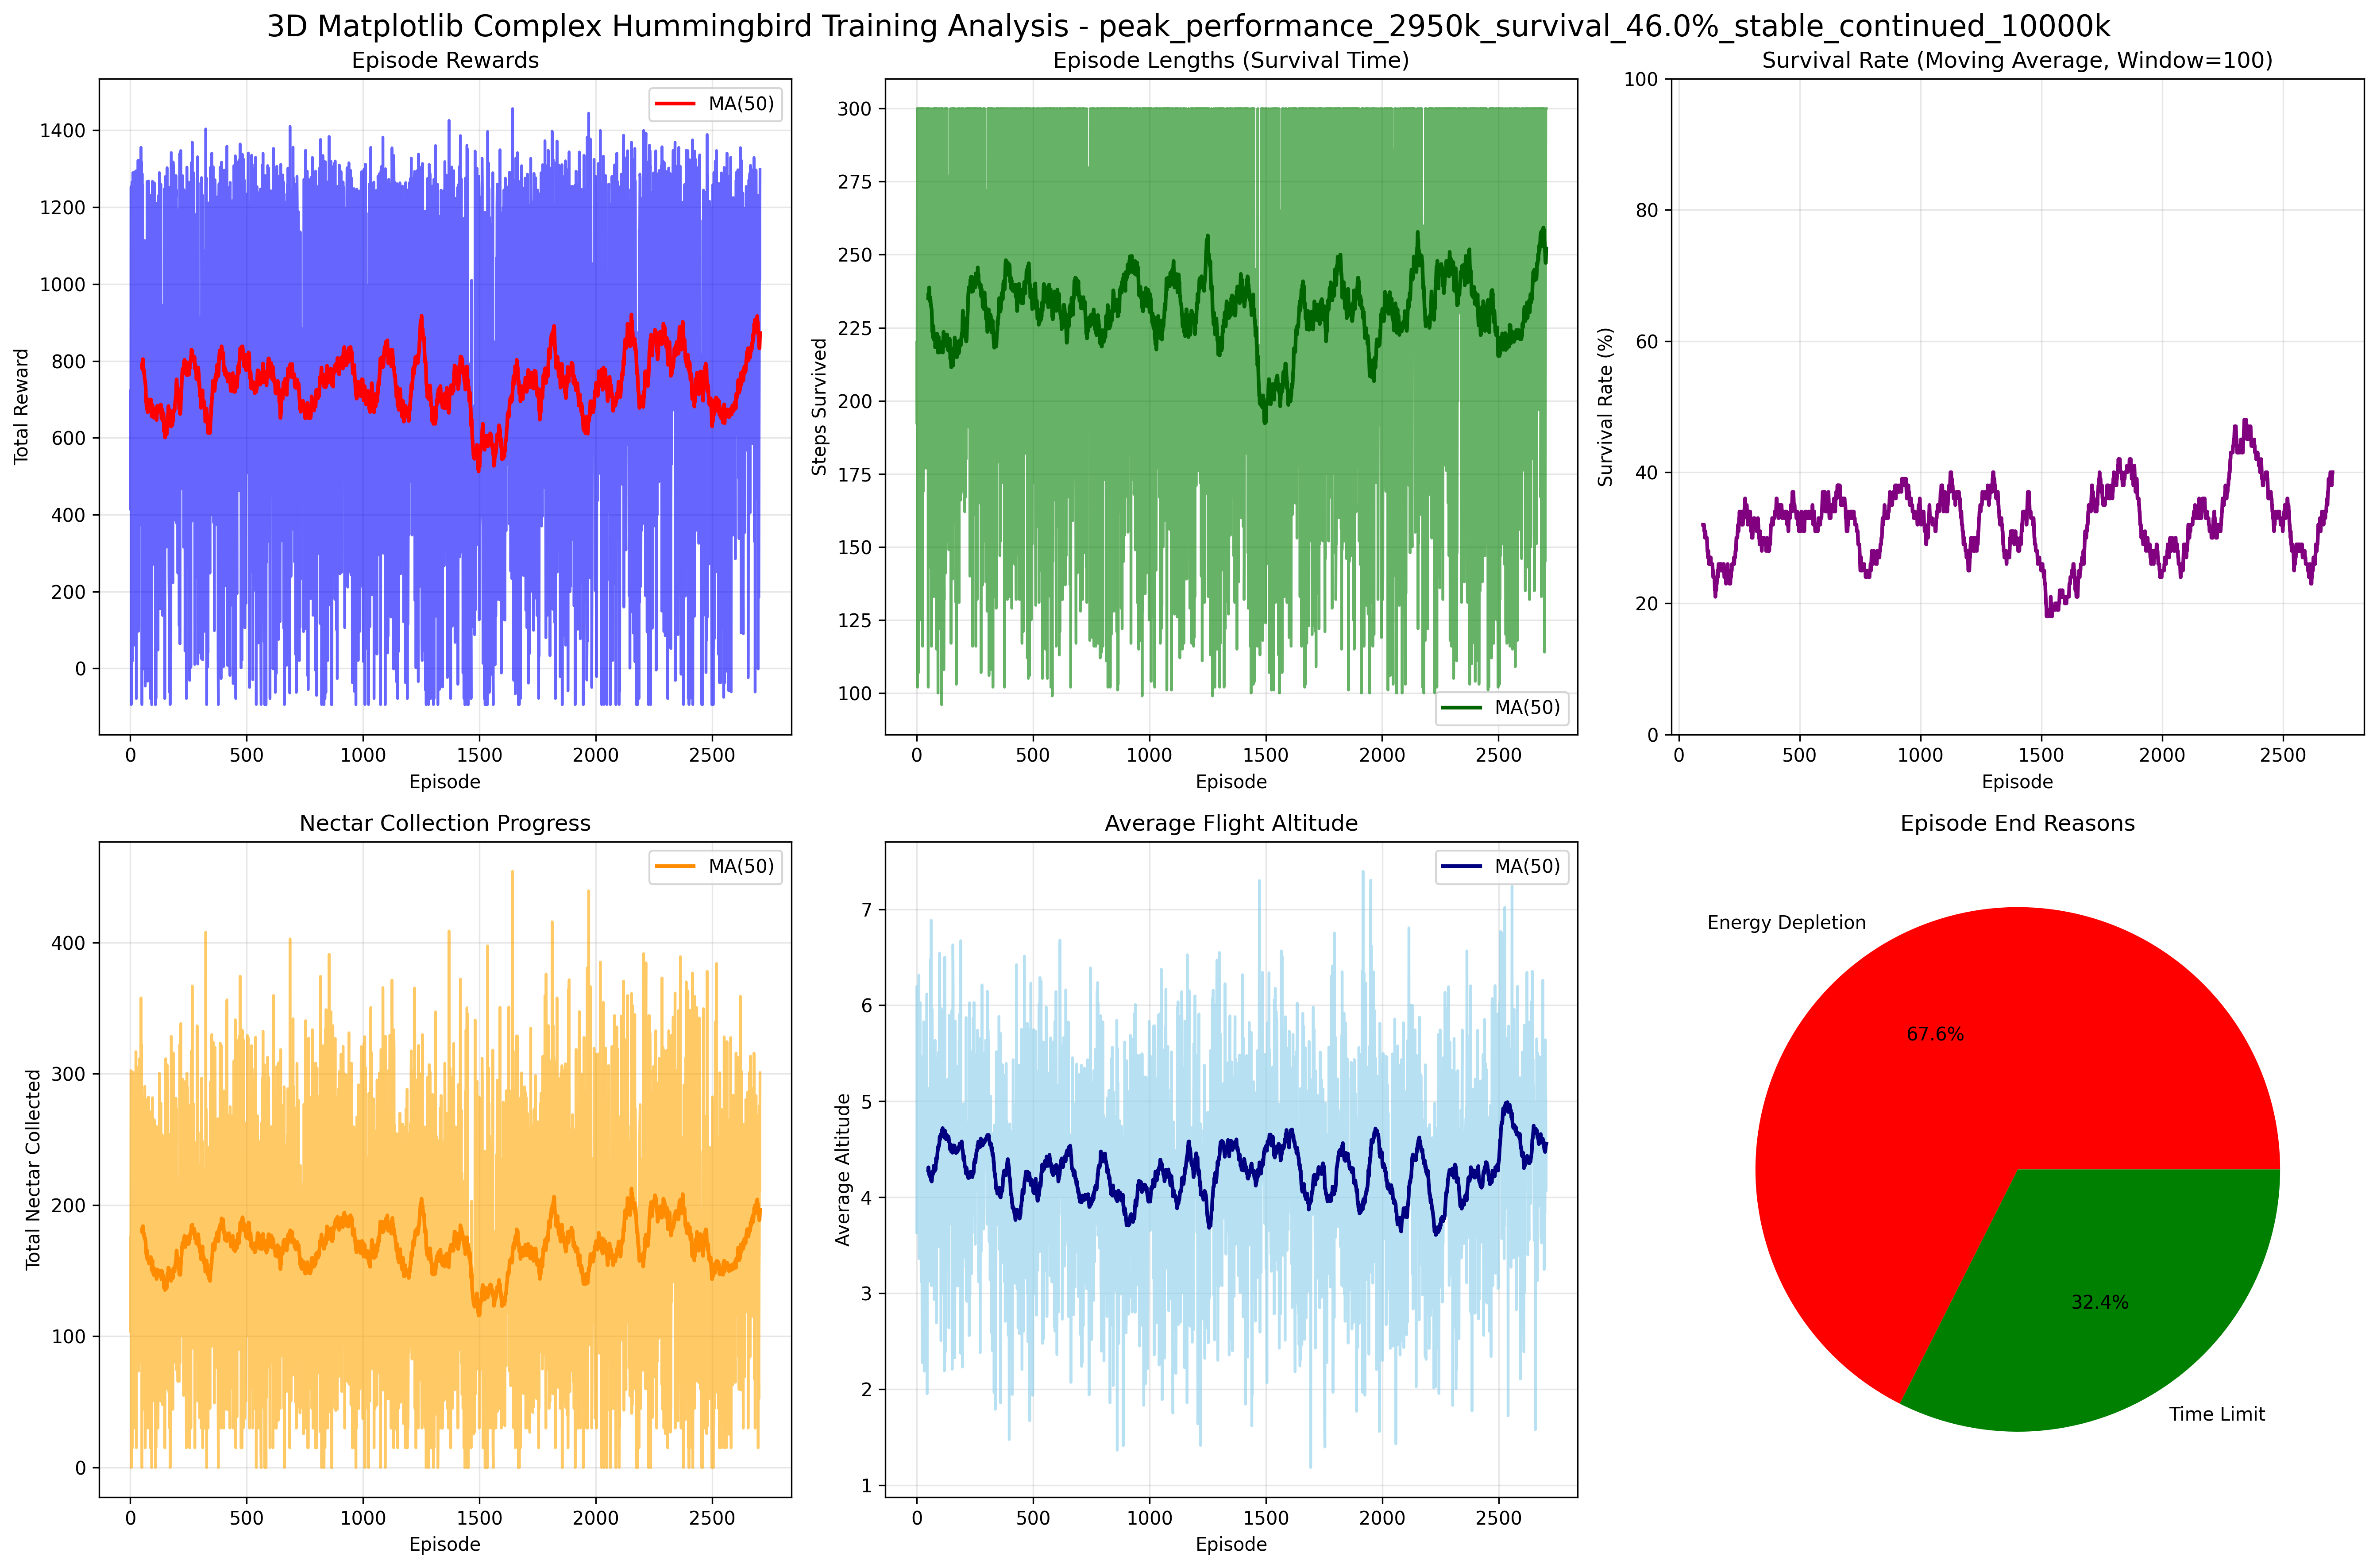 3D Matplotlib Complex Hummingbird Training Analysis - peak_performance_2950k_survival_46.0%_stable_continued_10000k
Episode Rewards
MA(50)
Total Reward
1400
1200
1000
800
600
400
200
0
0 500 1000 1500 2000 2500
Episode
Episode Lengths (Survival Time)
Steps Survived
300
275
250
225
200
175
150
125
100
MA(50)
0 500 1000 1500 2000 2500
Episode
Survival Rate (Moving Average, Window=100)
Survival Rate (%)
100
80
60
40
20
0
0 500 1000 1500 2000 2500
Episode
Nectar Collection Progress
MA(50)
Total Nectar Collected
400
300
200
100
0
0 500 1000 1500 2000 2500
Episode
Average Flight Altitude
MA(50)
Average Altitude
7
6
5
4
3
2
1
0 500 1000 1500 2000 2500
Episode
Episode End Reasons
Energy Depletion
67.6%
32.4%
Time Limit